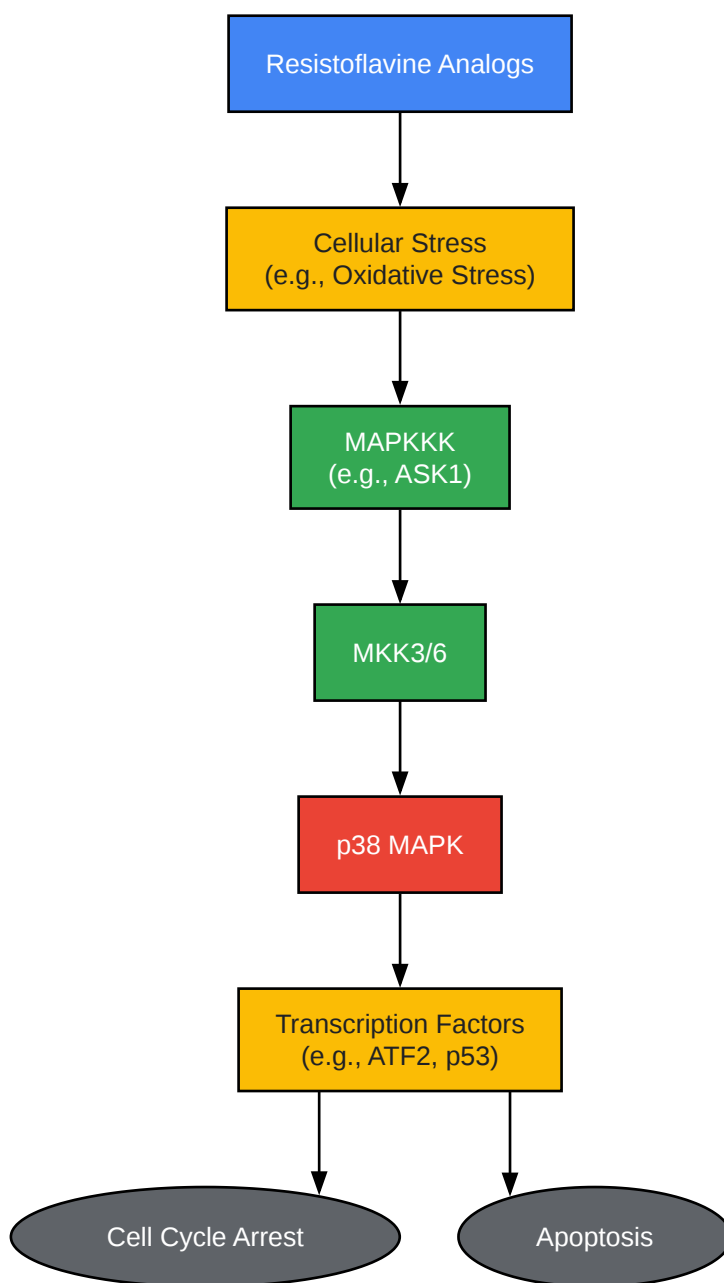 Resistoflavine Analogs
Cellular Stress
(e.g., Oxidative Stress)
MAPKKK
(e.g., ASK1)
MKK3/6
p38 MAPK
Transcription Factors
(e.g., ATF2, p53)
Cell Cycle Arrest
Apoptosis